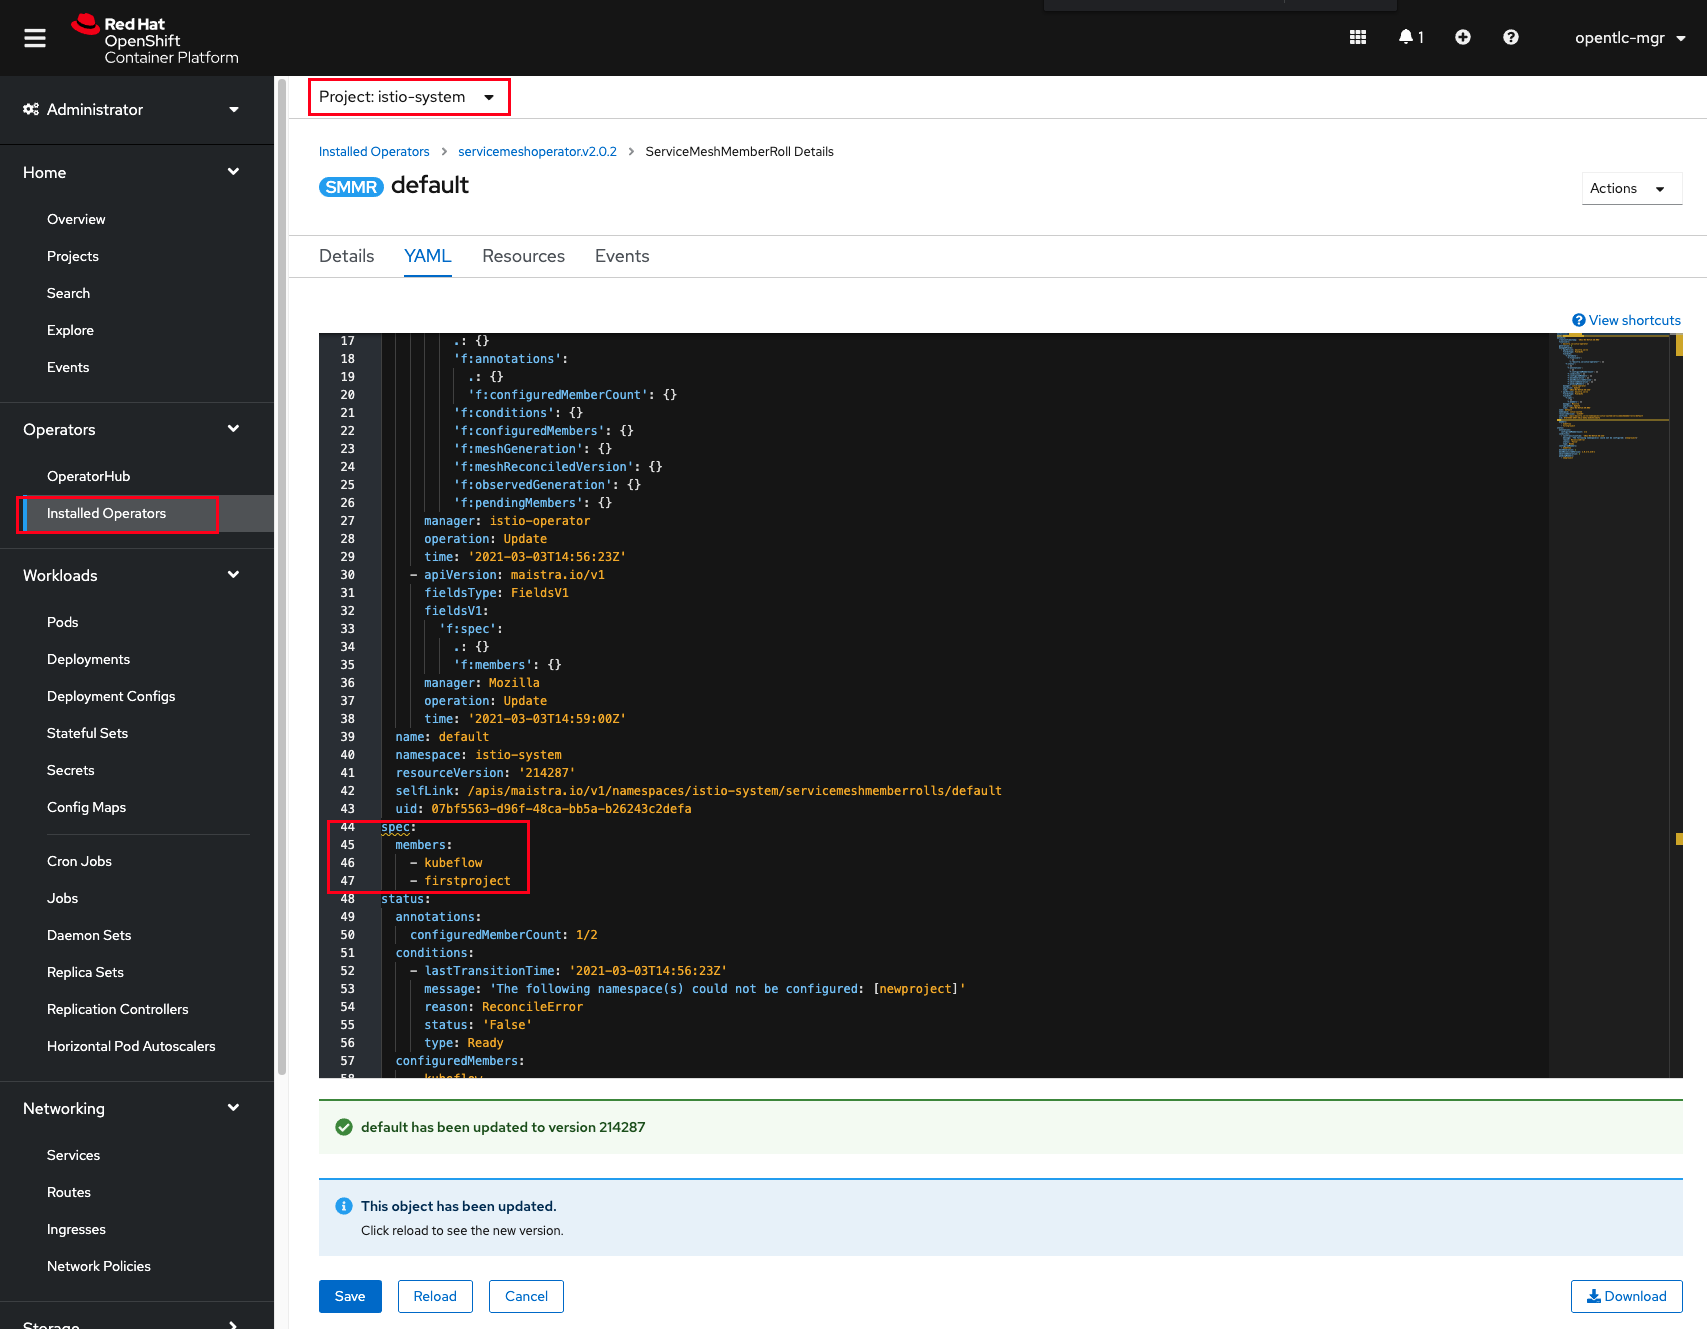 Red Hat
OpenShift
Container Platform
1
opentlc-mgr
Administrator
Home
Overview
Projects
Search
Explore
Events
Operators
OperatorHub
Installed Operators
Workloads
Pods
Deployments
Deployment Configs
Stateful Sets
Secrets
Config Maps
Cron Jobs
Jobs
Daemon Sets
Replica Sets
Replication Controllers
Horizontal Pod Autoscalers
Networking
Services
Routes
Ingresses
Network Policies
Storage
Project: istio-system
Installed Operators > servicemeshoperator.v2.0.2 > ServiceMeshMemberRoll Details
SMMR default
Actions
Details YAML Resources Events
View shortcuts
17 .: {}
18 'f:annotations':
19 .: {}
20 'f:configuredMemberCount': {}
21 'f:conditions': {}
22 'f:configuredMembers': {}
23 'f:meshGeneration': {}
24 'f:meshReconciledVersion': {}
25 'f:observedGeneration': {}
26 'f:pendingMembers': {}
27 manager: istio-operator
28 operation: Update
29 time: '2021-03-03T14:56:23Z'
30 - apiVersion: maistra.io/v1
31 fieldsType: FieldsV1
32 fieldsV1:
33 'f:spec':
34 .: {}
35 'f:members': {}
36 manager: Mozilla
37 operation: Update
38 time: '2021-03-03T14:59:00Z'
39 name: default
40 namespace: istio-system
41 resourceVersion: '214287'
42 selfLink: /apis/maistra.io/v1/namespaces/istio-system/servicemeshmemberrolls/default
43 uid: 07bf5563-d96f-48ca-bb5a-b26243c2defa
44 spec:
45 members:
46 - kubeflow
47 - firstproject
48 status:
49 annotations:
50 configuredMemberCount: 1/2
51 conditions:
52 - lastTransitionTime: '2021-03-03T14:56:23Z'
53 message: 'The following namespace(s) could not be configured: [newproject]'
54 reason: ReconcileError
55 status: 'False'
56 type: Ready
57 configuredMembers:
58 - kubeflow
default has been updated to version 214287
This object has been updated.
Click reload to see the new version.
Save Reload Cancel Download